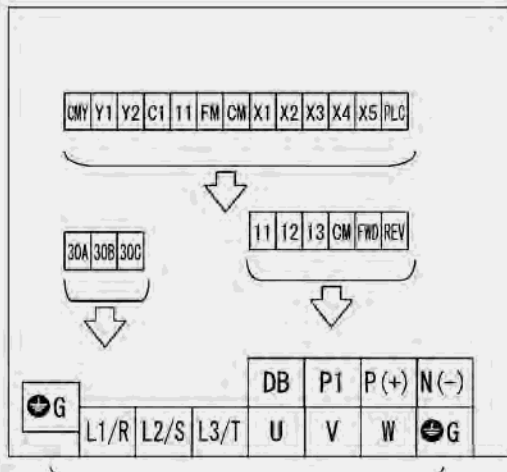 CMY Y1 Y2 C1 11 FM CM X1 X2 X3 X4 X5 PLC
30A 30B 30C
11 12 13 CM FWD REV
DB P1 P(+) N(-)
G L1/R L2/S L3/T U V W G